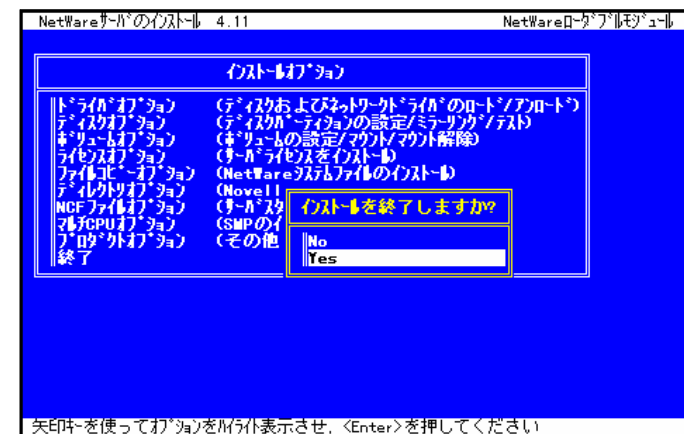 NetWareｻｰﾊﾞのｲﾝｽﾄｰﾙ 4.11 NetWareﾛｰﾀﾞﾌﾞﾙﾓｼﾞｭｰﾙ
ｲﾝｽﾄｰﾙｵﾌﾟｼｮﾝ
ﾄﾞﾗｲﾊﾞｵﾌﾟｼｮﾝ (ﾃﾞｨｽｸおよびﾈｯﾄﾜｰｸﾄﾞﾗｲﾊﾞのﾛｰﾄﾞ/ｱﾝﾛｰﾄﾞ)
ﾃﾞｨｽｸｵﾌﾟｼｮﾝ (ﾃﾞｨｽｸﾊﾟｰﾃｨｼｮﾝの設定/ﾐﾗｰﾘﾝｸﾞ/ﾃｽﾄ)
ﾎﾞﾘｭｰﾑｵﾌﾟｼｮﾝ (ﾎﾞﾘｭｰﾑの設定/ﾏｳﾝﾄ/ﾏｳﾝﾄ解除)
ﾗｲｾﾝｽｵﾌﾟｼｮﾝ (ｻｰﾊﾞﾗｲｾﾝｽをｲﾝｽﾄｰﾙ)
ﾌｧｲﾙｺﾋﾟｰｵﾌﾟｼｮﾝ (NetWareｼｽﾃﾑﾌｧｲﾙのｲﾝｽﾄｰﾙ)
ﾃﾞｨﾚｸﾄﾘｵﾌﾟｼｮﾝ (Novell
NCFﾌｧｲﾙｵﾌﾟｼｮﾝ (ｻｰﾊﾞｽﾀ
ﾏﾙﾁCPUｵﾌﾟｼｮﾝ (SMPのｲ
ﾌﾟﾛﾀﾞｸﾄｵﾌﾟｼｮﾝ (その他
終了
ｲﾝｽﾄｰﾙを終了しますか?
No
Yes
矢印ｷｰを使ってｵﾌﾟｼｮﾝをﾊｲﾗｲﾄ表示させ, <Enter>を押してください